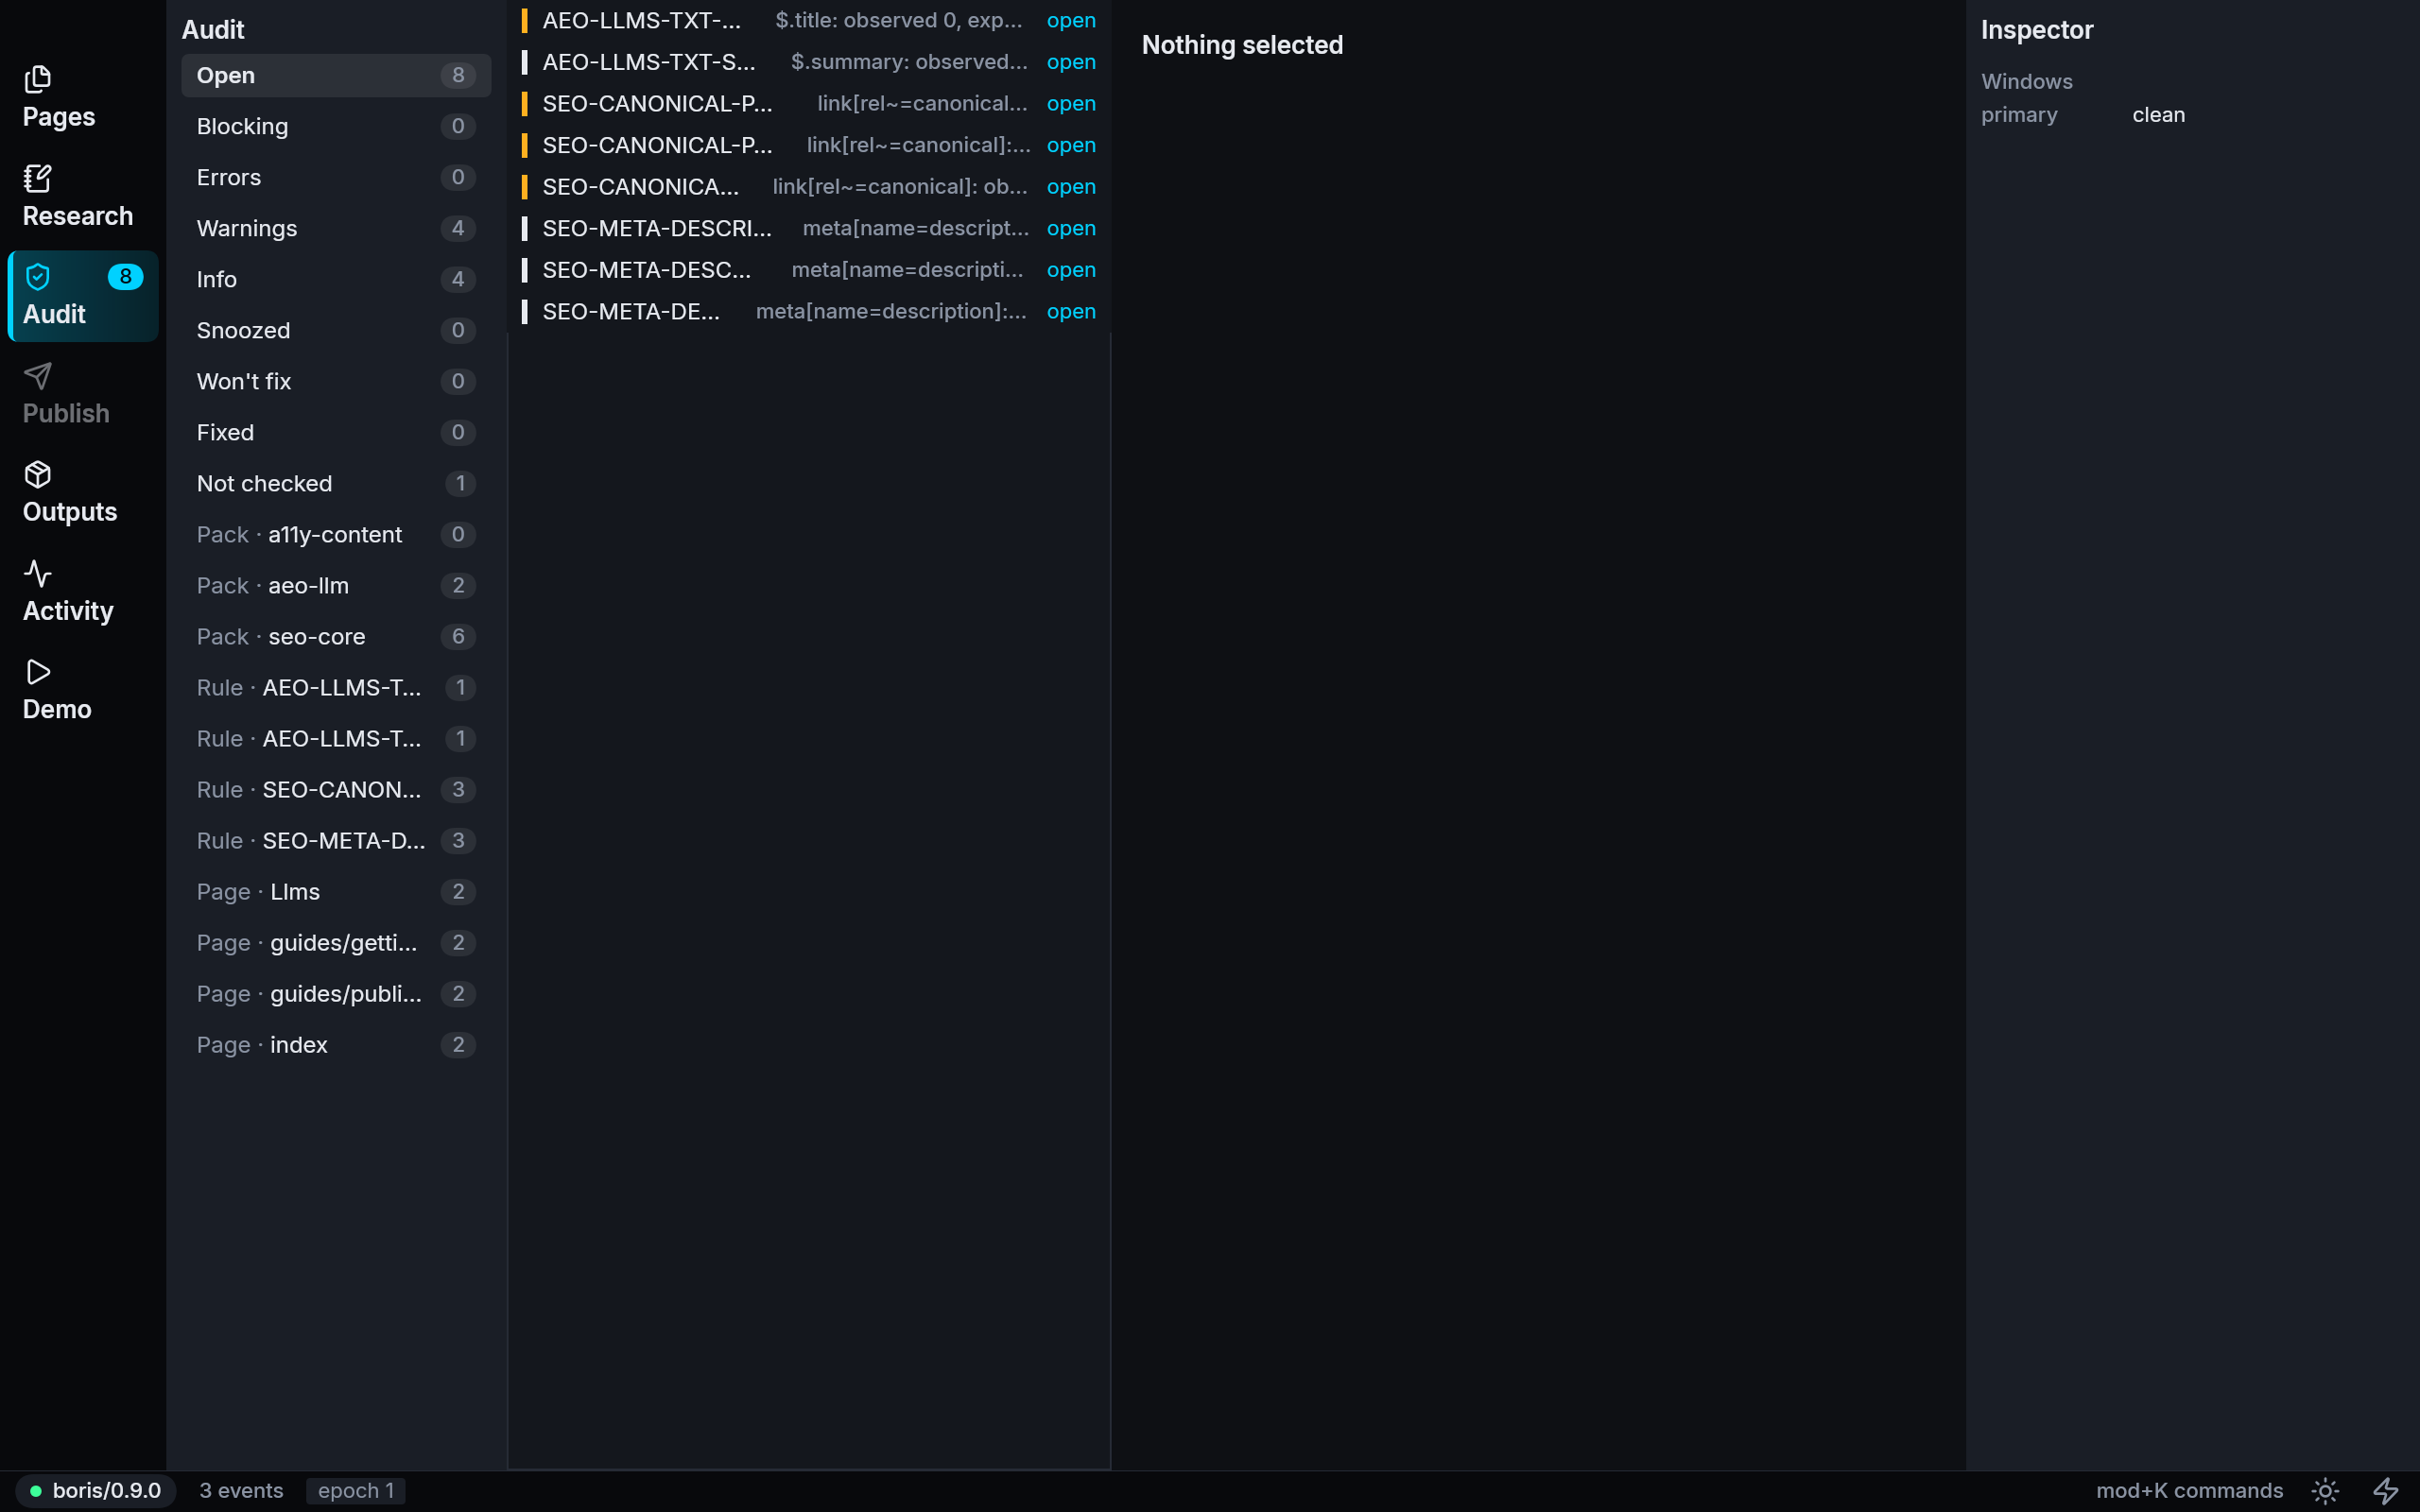 Pages
Research
8
Audit
Publish
Outputs
Activity
Demo
Audit
Open 8
Blocking 0
Errors 0
Warnings 4
Info 4
Snoozed 0
Won't fix 0
Fixed 0
Not checked 1
Pack · a11y-content 0
Pack · aeo-llm 2
Pack · seo-core 6
Rule · AEO-LLMS-T... 1
Rule · AEO-LLMS-T... 1
Rule · SEO-CANON... 3
Rule · SEO-META-D... 3
Page · Llms 2
Page · guides/getti... 2
Page · guides/publi... 2
Page · index 2
AEO-LLMS-TXT-... $.title: observed 0, exp... open
AEO-LLMS-TXT-S... $.summary: observed... open
SEO-CANONICAL-P... link[rel~=canonical... open
SEO-CANONICAL-P... link[rel~=canonical]:... open
SEO-CANONICA... link[rel~=canonical]: ob... open
SEO-META-DESCRI... meta[name=descript... open
SEO-META-DESC... meta[name=descripti... open
SEO-META-DE... meta[name=description]:... open
Nothing selected
Inspector
Windows
primary clean
boris/0.9.0 3 events epoch 1 mod+K commands